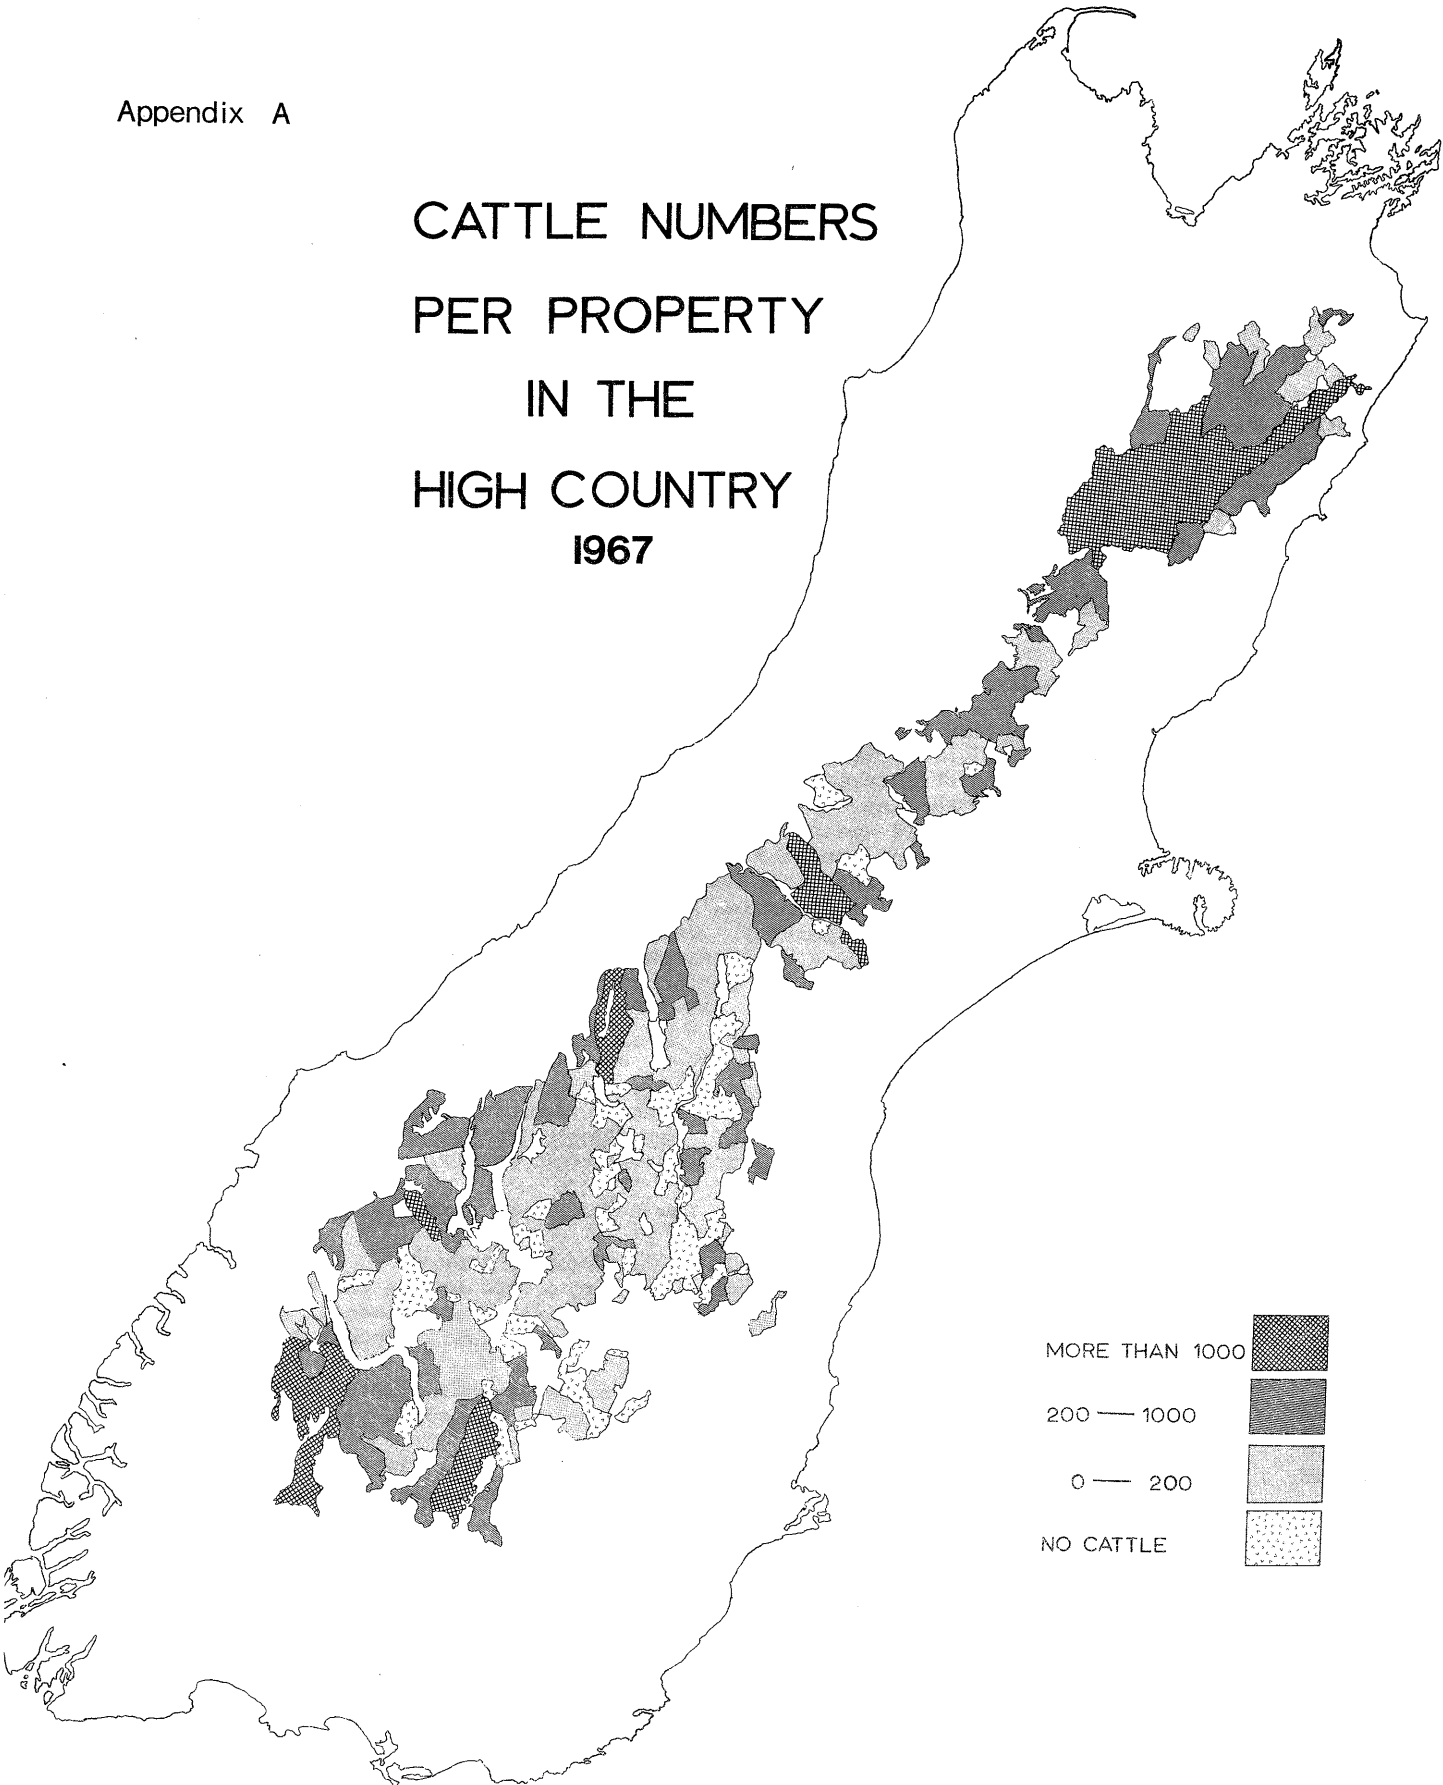 Appendix A
CATTLE NUMBERS
PER PROPERTY
IN THE
HIGH COUNTRY
1967
MORE THAN 1000
200 — 1000
0 — 200
NO CATTLE